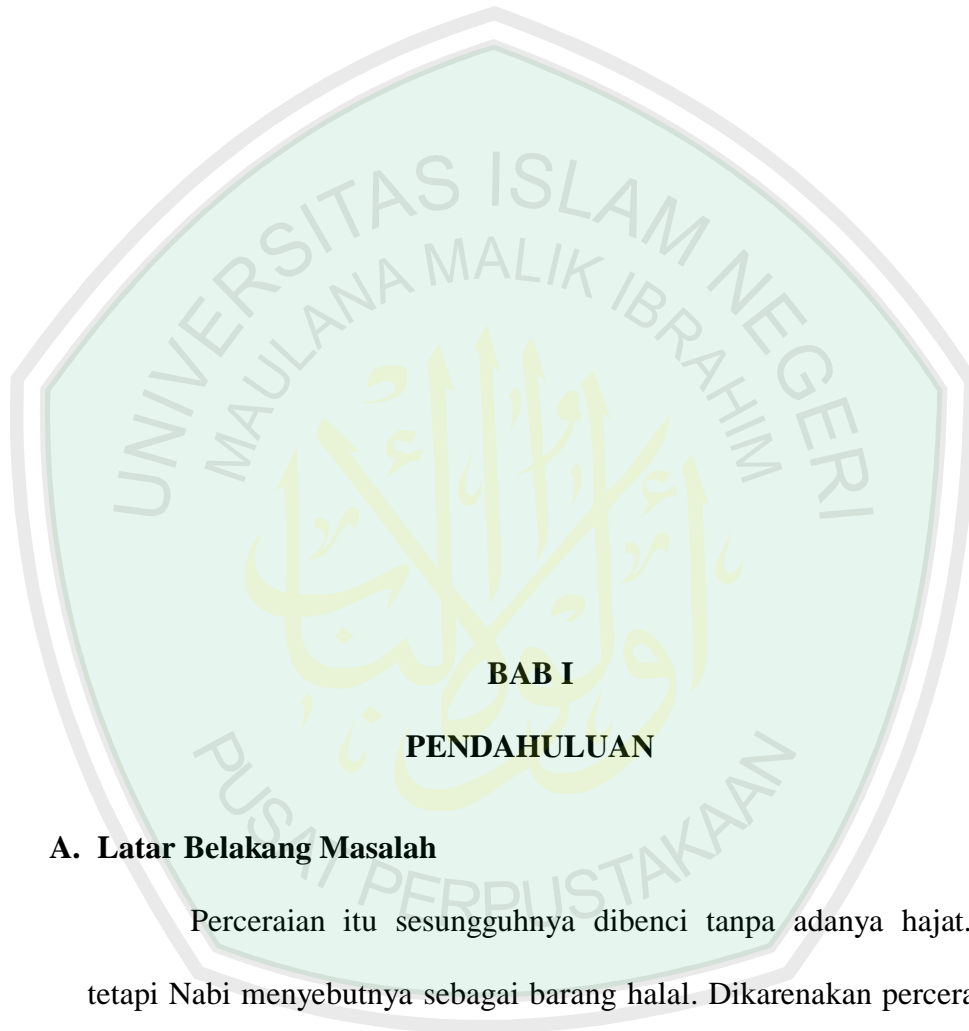 UNIVERSITAS ISLAM NEGERI
MAULANA MALIK IBRAHIM
BAB I
PENDAHULUAN
A. Latar Belakang Masalah
Perceraian itu sesungguhnya dibenci tanpa adanya hajat.
tetapi Nabi menyebutnya sebagai barang halal. Dikarenakan
PUSAT PERPUSTAKAAN